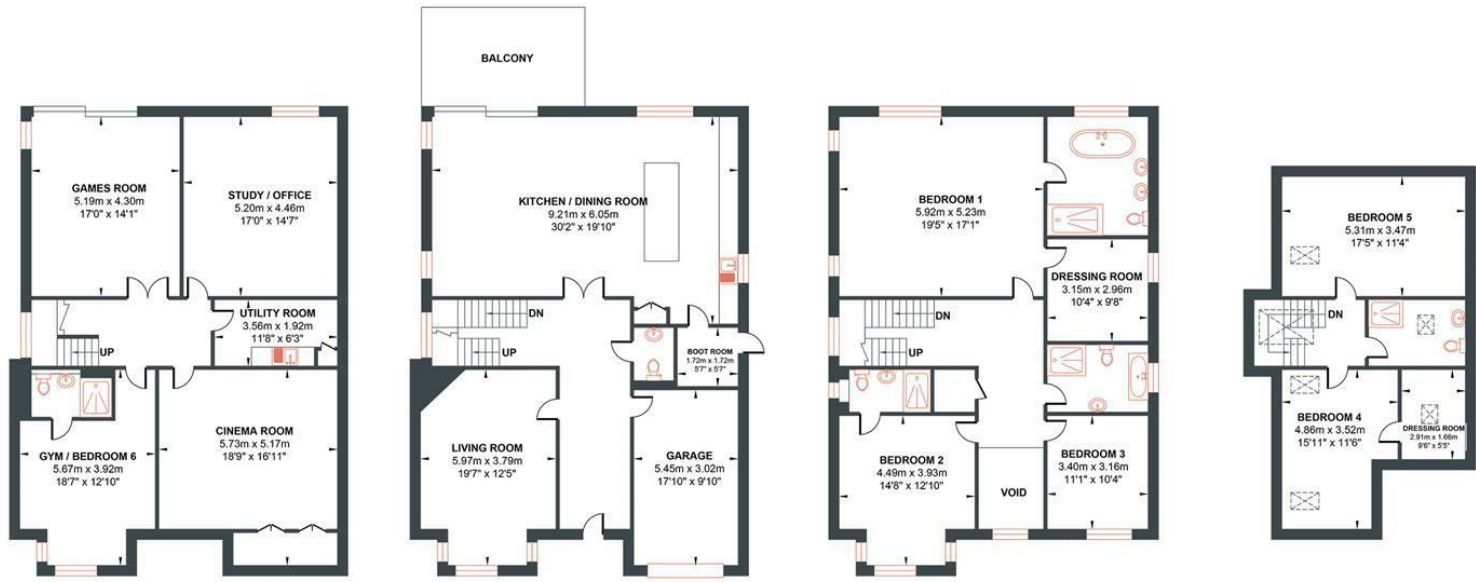 GAMES ROOM
5.19m x 4.30m
17'0" x 14'1"
STUDY / OFFICE
5.20m x 4.46m
17'0" x 14'7"
UTILITY ROOM
3.56m x 1.92m
11'8" x 6'3"
UP
GYM / BEDROOM 6
5.67m x 3.92m
18'7" x 12'10"
CINEMA ROOM
5.73m x 5.17m
18'9" x 16'11"
BALCONY
KITCHEN / DINING ROOM
9.21m x 6.05m
30'2" x 19'10"
DN
UP
BOOT ROOM
1.72m x 1.72m
5'7" x 5'7"
LIVING ROOM
5.97m x 3.79m
19'7" x 12'5"
GARAGE
5.45m x 3.02m
17'10" x 9'10"
BEDROOM 1
5.92m x 5.23m
19'5" x 17'1"
DRESSING ROOM
3.15m x 2.96m
10'4" x 9'8"
DN
UP
BEDROOM 2
4.49m x 3.93m
14'8" x 12'10"
VOID
BEDROOM 3
3.40m x 3.16m
11'1" x 10'4"
BEDROOM 5
5.31m x 3.47m
17'5" x 11'4"
DN
BEDROOM 4
4.86m x 3.52m
15'11" x 11'6"
DRESSING ROOM
2.91m x 1.66m
9'6" x 5'5"